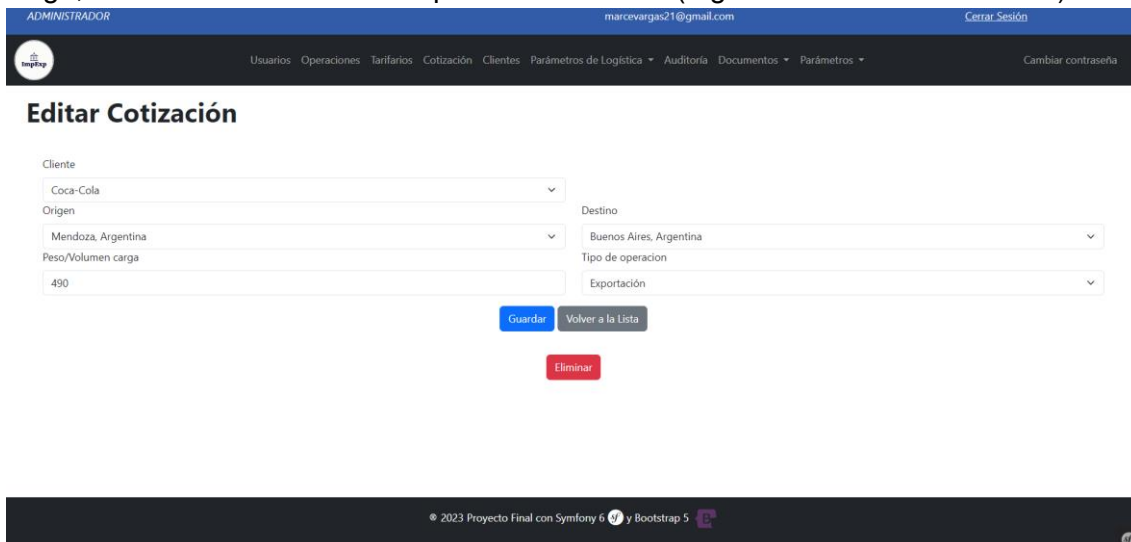 ADMINISTRADOR marcevargas21@gmail.com Cerrar Sesión
ImpExp Usuarios Operaciones Tarifarios Cotización Clientes Parámetros de Logística Auditoría Documentos Parámetros Cambiar contraseña
Editar Cotización
Cliente
Coca-Cola
Origen Destino
Mendoza, Argentina Buenos Aires, Argentina
Peso/Volumen carga Tipo de operacion
490 Exportación
Guardar Volver a la Lista
Eliminar
® 2023 Proyecto Final con Symfony 6 sf y Bootstrap 5 B